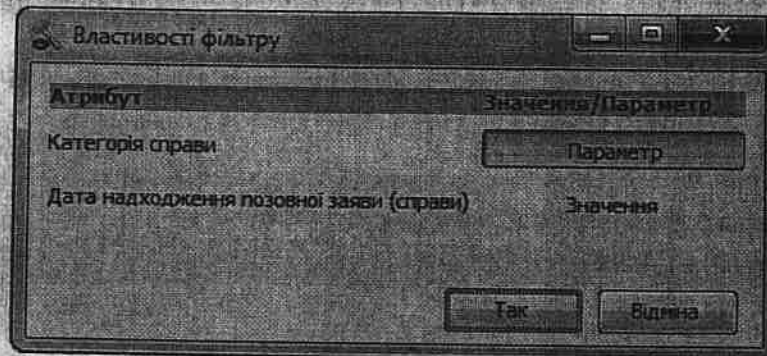 Властивості фільтру
Атрибут Значення/Параметр
Категорія справи Параметр
Дата надходження позовної заяви (справи) Значення
Так Відміна